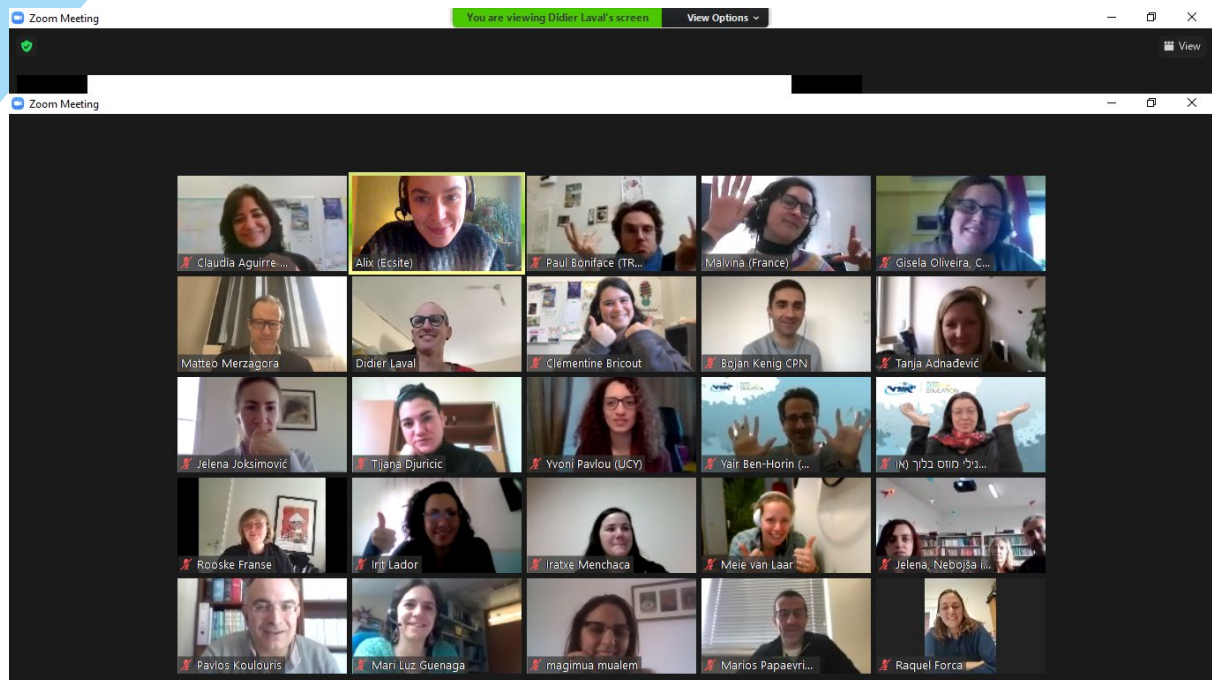 Zoom Meeting
You are viewing Didier Laval's screen
View Options
View
Zoom Meeting
Claudia Aguirre ...
Alix (Ecsite)
Paul Boniface (TR...
Malvina (France)
Gisela Oliveira, C...
Matteo Merzagora
Didier Laval
Clémentine Bricout
Bojan Kenig CPN
Tanja Adnađević
Jelena Joksimović
Tijana Djuricic
Yvoni Pavlou (UCY)
Yair Ben-Horin (...
נילי מוזס בלוך (או...
Rooske Franse
Irit Lador
Iratxe Menchaca
Meie van Laar
Jelena, Nebojša i...
Pavlos Koulouris
Mari Luz Guenaga
magimua mualem
Marios Papaevri...
Raquel Forca